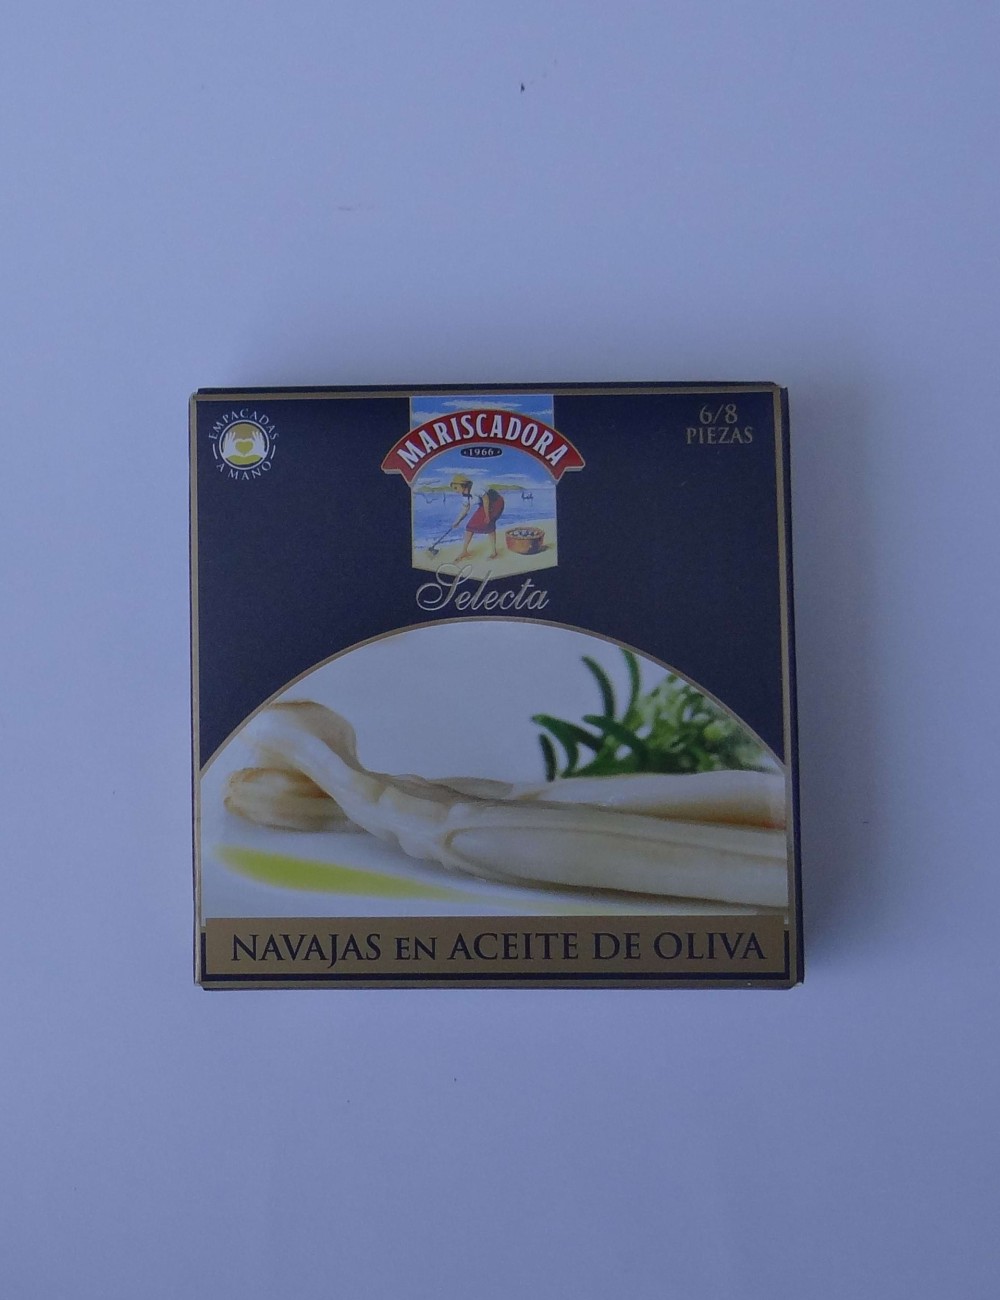 EMPACADAS
A MANO
MARISCADORA
·1966·
6/8
PIEZAS
Selecta
NAVAJAS EN ACEITE DE OLIVA